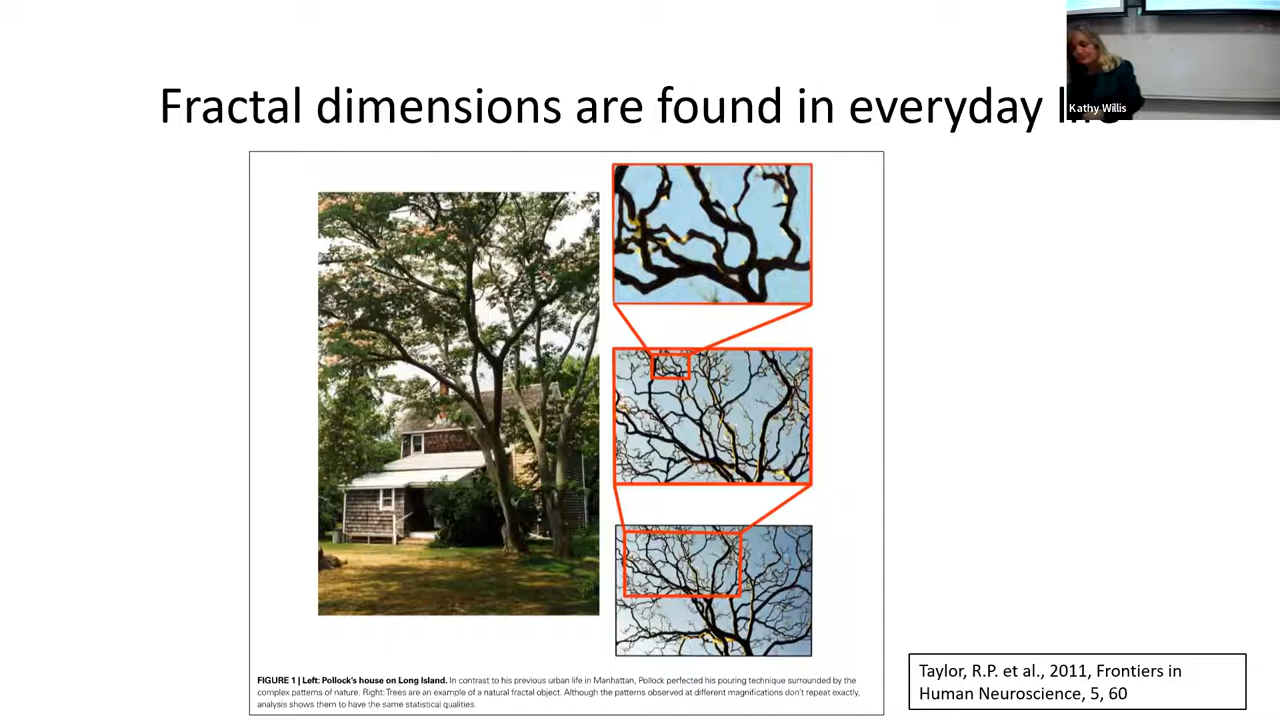 Fractal dimensions are found in everyday
Kathy Willis
FIGURE 1 | Left: Pollock's house on Long Island. In contrast to his previous urban life in Manhattan, Pollock perfected his pouring technique surrounded by the
complex patterns of nature. Right: Trees are an example of a natural fractal object. Although the patterns observed at different magnifications don't repeat exactly,
analysis shows them to have the same statistical qualities.
Taylor, R.P. et al., 2011, Frontiers in
Human Neuroscience, 5, 60